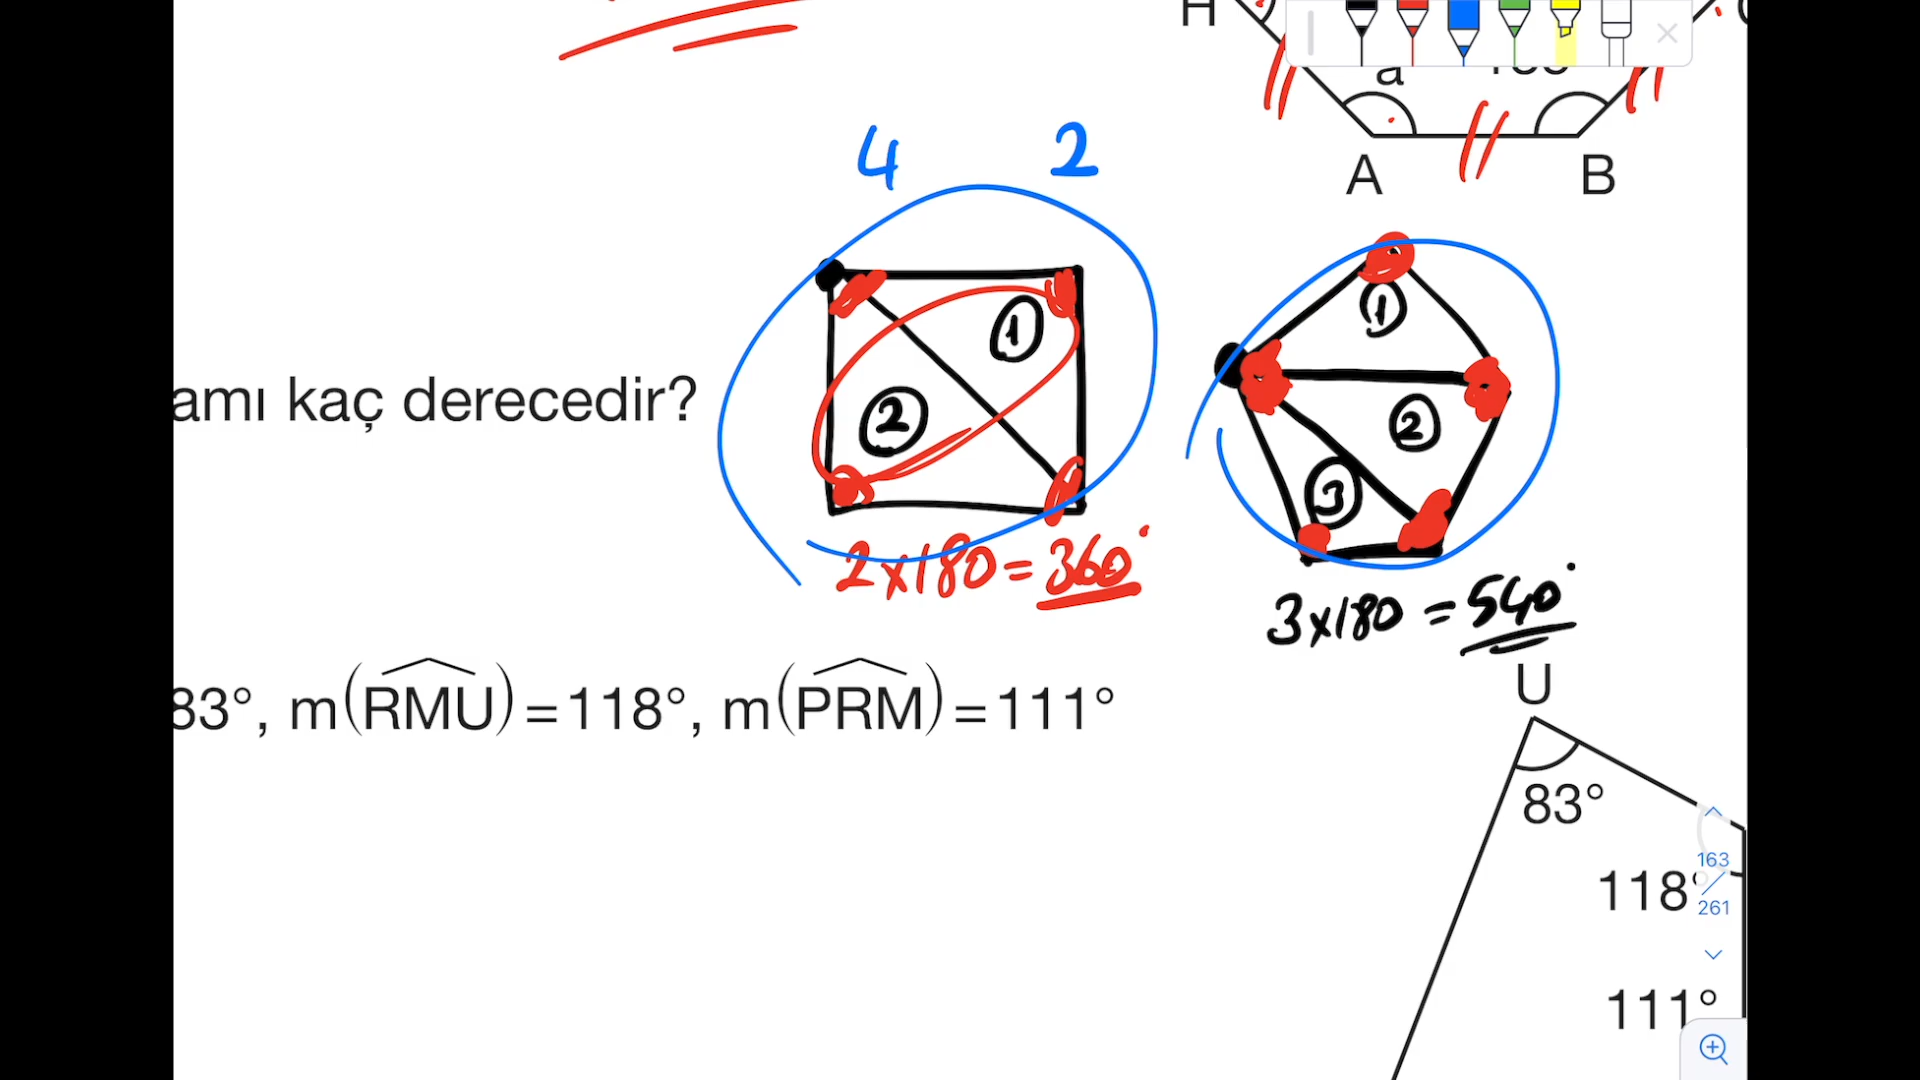 H
a
A
B
4 2
1
2
1
2
3
amı kaç derecedir?
2x180=360°
3x180=540°
83°, m(RMU)=118°, m(PRM)=111°
U
83°
118°
163
261
111°